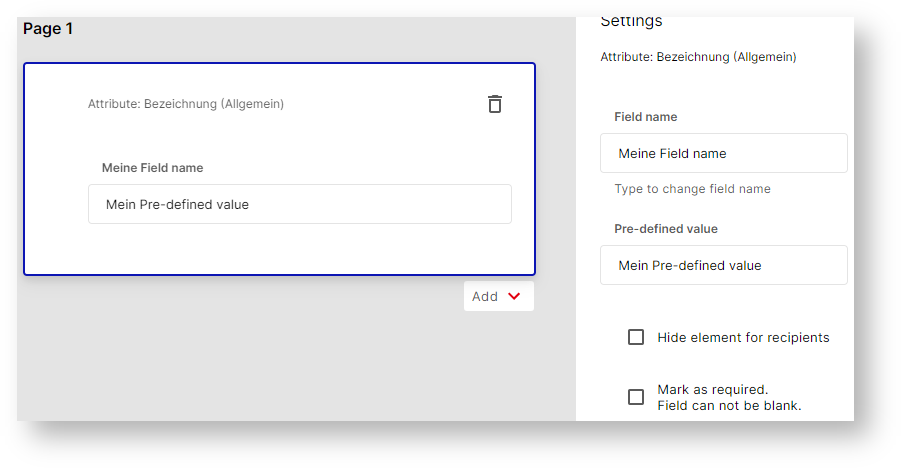 Page 1
Attribute: Bezeichnung (Allgemein)
Meine Field name
Mein Pre-defined value
Add
Settings
Attribute: Bezeichnung (Allgemein)
Field name
Meine Field name
Type to change field name
Pre-defined value
Mein Pre-defined value
Hide element for recipients
Mark as required.
Field can not be blank.